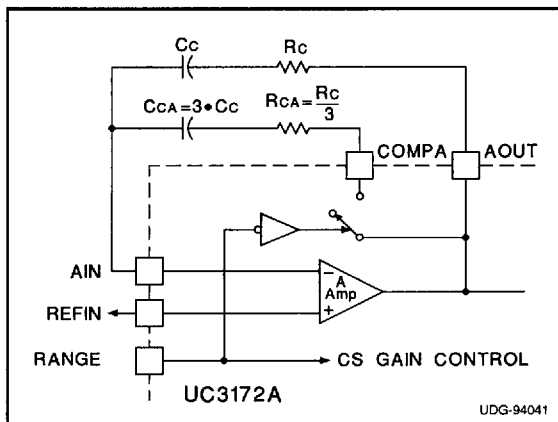 Cc
Rc
CCA=3•Cc
RCA=Rc/3
COMPA
AOUT
AIN
REFIN
RANGE
−
A
Amp
+
CS GAIN CONTROL
UC3172A
UDG-94041